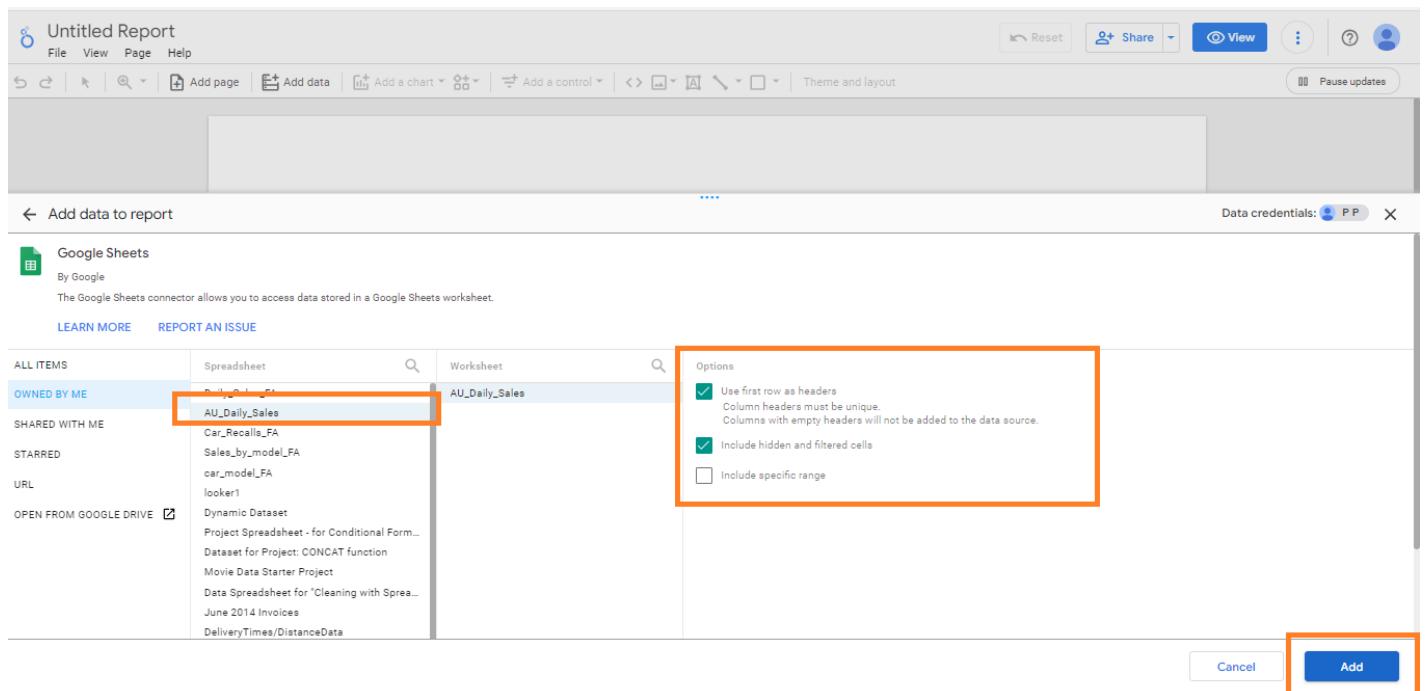 Untitled Report
File View Page Help
Reset
Share
View
Add page
Add data
Add a chart
Add a control
Theme and layout
Pause updates
Add data to report
Data credentials: P P
Google Sheets
By Google
The Google Sheets connector allows you to access data stored in a Google Sheets worksheet.
LEARN MORE REPORT AN ISSUE
ALL ITEMS
OWNED BY ME
SHARED WITH ME
STARRED
URL
OPEN FROM GOOGLE DRIVE
Spreadsheet
AU_Daily_Sales
Car_Recalls_FA
Sales_by_model_FA
car_model_FA
looker1
Dynamic Dataset
Project Spreadsheet - for Conditional Form...
Dataset for Project: CONCAT function
Movie Data Starter Project
Data Spreadsheet for "Cleaning with Sprea...
June 2014 Invoices
DeliveryTimes/DistanceData
Worksheet
AU_Daily_Sales
Options
Use first row as headers
Column headers must be unique.
Columns with empty headers will not be added to the data source.
Include hidden and filtered cells
Include specific range
Cancel
Add